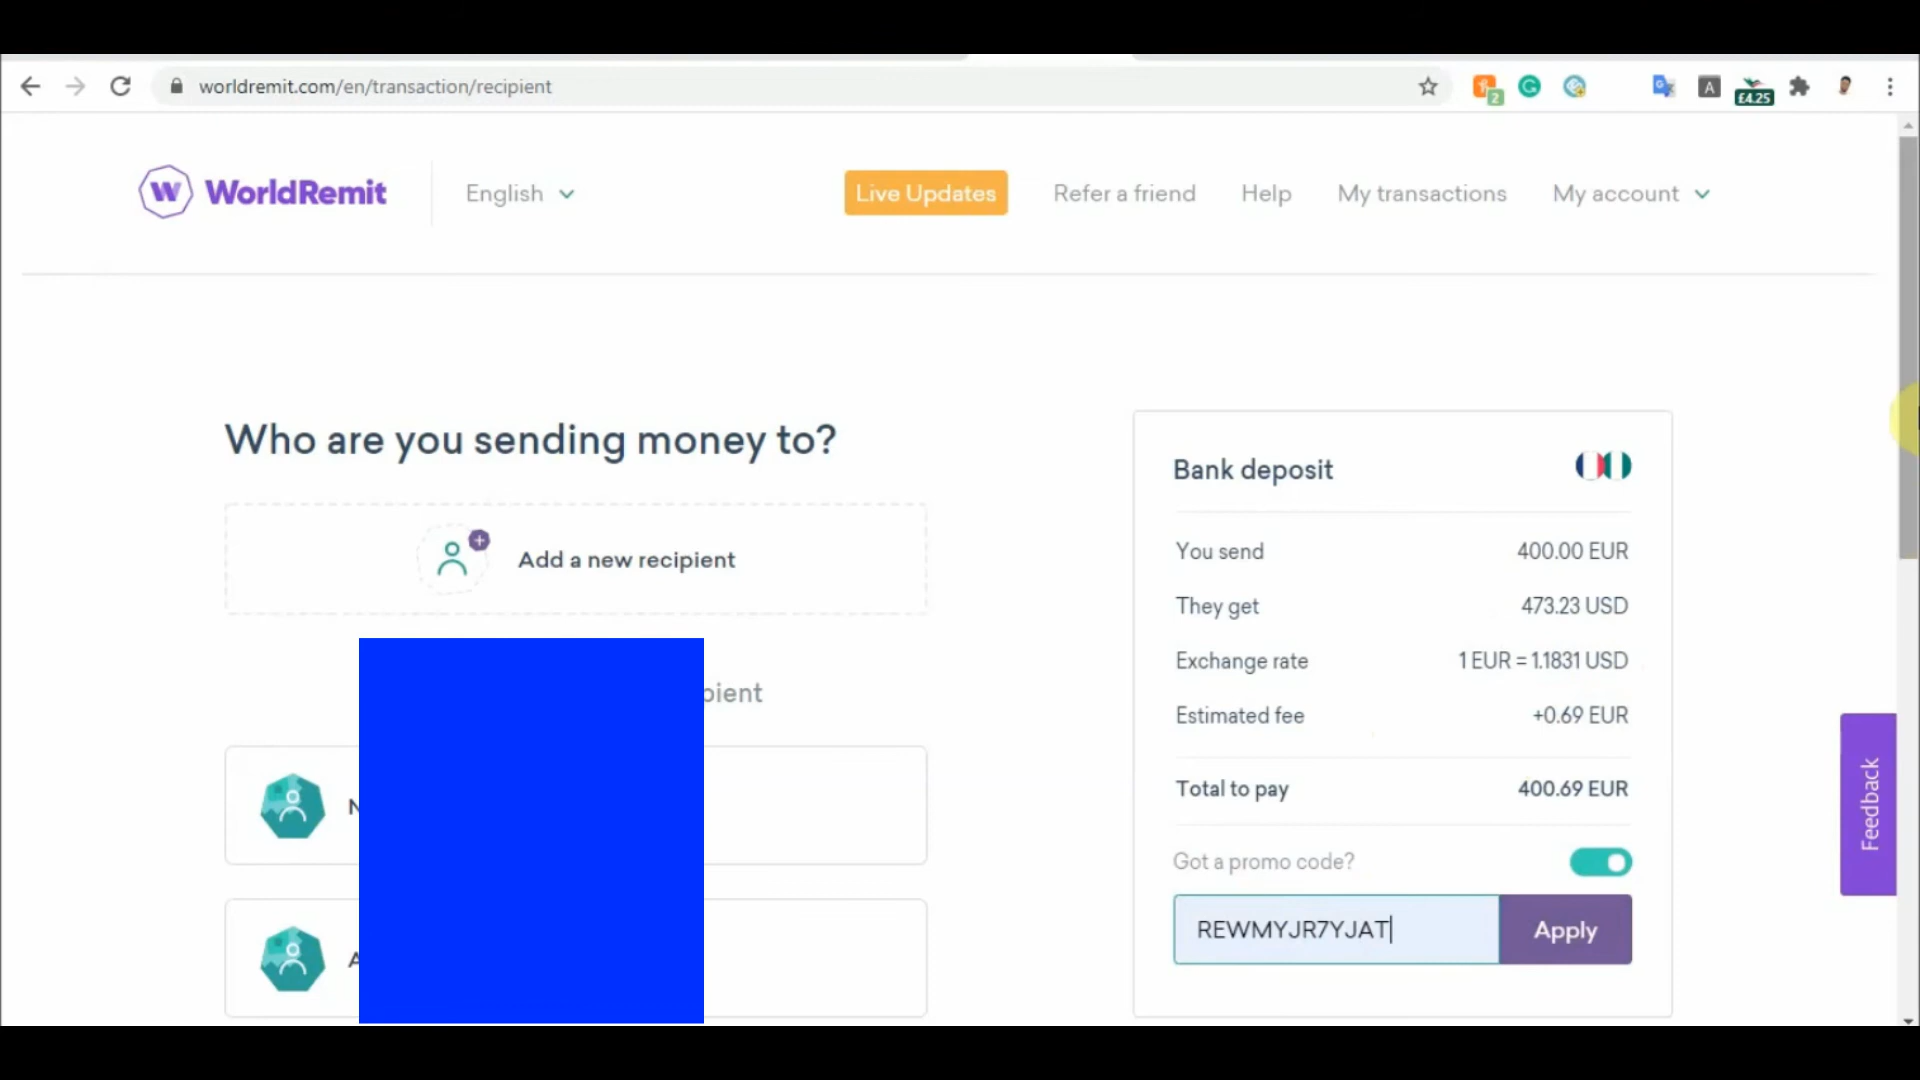 worldremit.com/en/transaction/recipient
2
A
£4.25
W WorldRemit
English
Live Updates
Refer a friend
Help
My transactions
My account
Who are you sending money to?
Add a new recipient
N
A
Bank deposit
You send 400.00 EUR
They get 473.23 USD
Exchange rate 1 EUR = 1.1831 USD
Estimated fee +0.69 EUR
Total to pay 400.69 EUR
Got a promo code?
REWMYJR7YJAT
Apply
Feedback